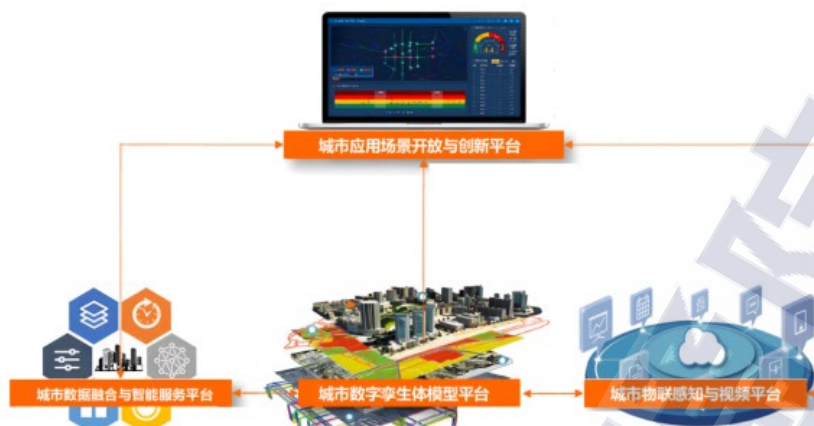 城市应用场景开放与创新平台
城市数据融合与智能服务平台
城市数字孪生体模型平台
城市物联感知与视频平台